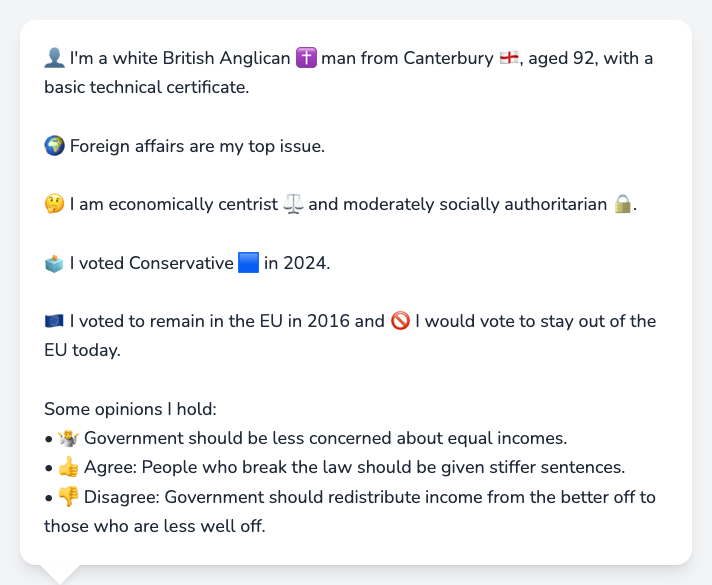 👤 I'm a white British Anglican ✝️ man from Canterbury 🏴󠁧󠁢󠁥󠁮󠁧󠁿, aged 92, with a
basic technical certificate.
🌍 Foreign affairs are my top issue.
🤔 I am economically centrist ⚖️ and moderately socially authoritarian 🔒.
🗳️ I voted Conservative 🟦 in 2024.
🇪🇺 I voted to remain in the EU in 2016 and 🚫 I would vote to stay out of the
EU today.
Some opinions I hold:
• 🤷 Government should be less concerned about equal incomes.
• 👍 Agree: People who break the law should be given stiffer sentences.
• 👎 Disagree: Government should redistribute income from the better off to
those who are less well off.